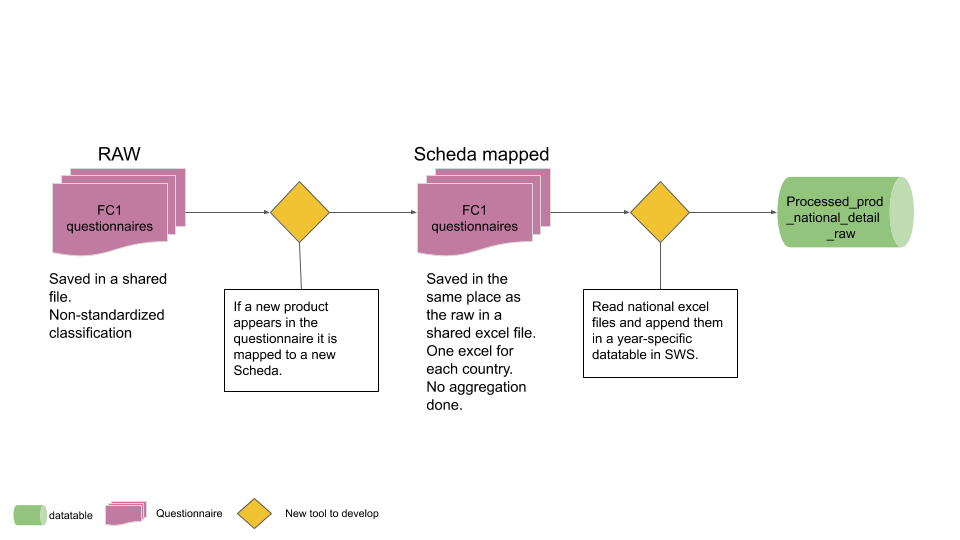 RAW
FC1
questionnaires
Saved in a shared
file.
Non-standardized
classification
If a new product
appears in the
questionnaire it is
mapped to a new
Scheda.
Scheda mapped
FC1
questionnaires
Saved in the
same place as
the raw in a
shared excel file.
One excel for
each country.
No aggregation
done.
Read national excel
files and append them
in a year-specific
datatable in SWS.
Processed_prod
_national_detail
_raw
datatable
Questionnaire
New tool to develop